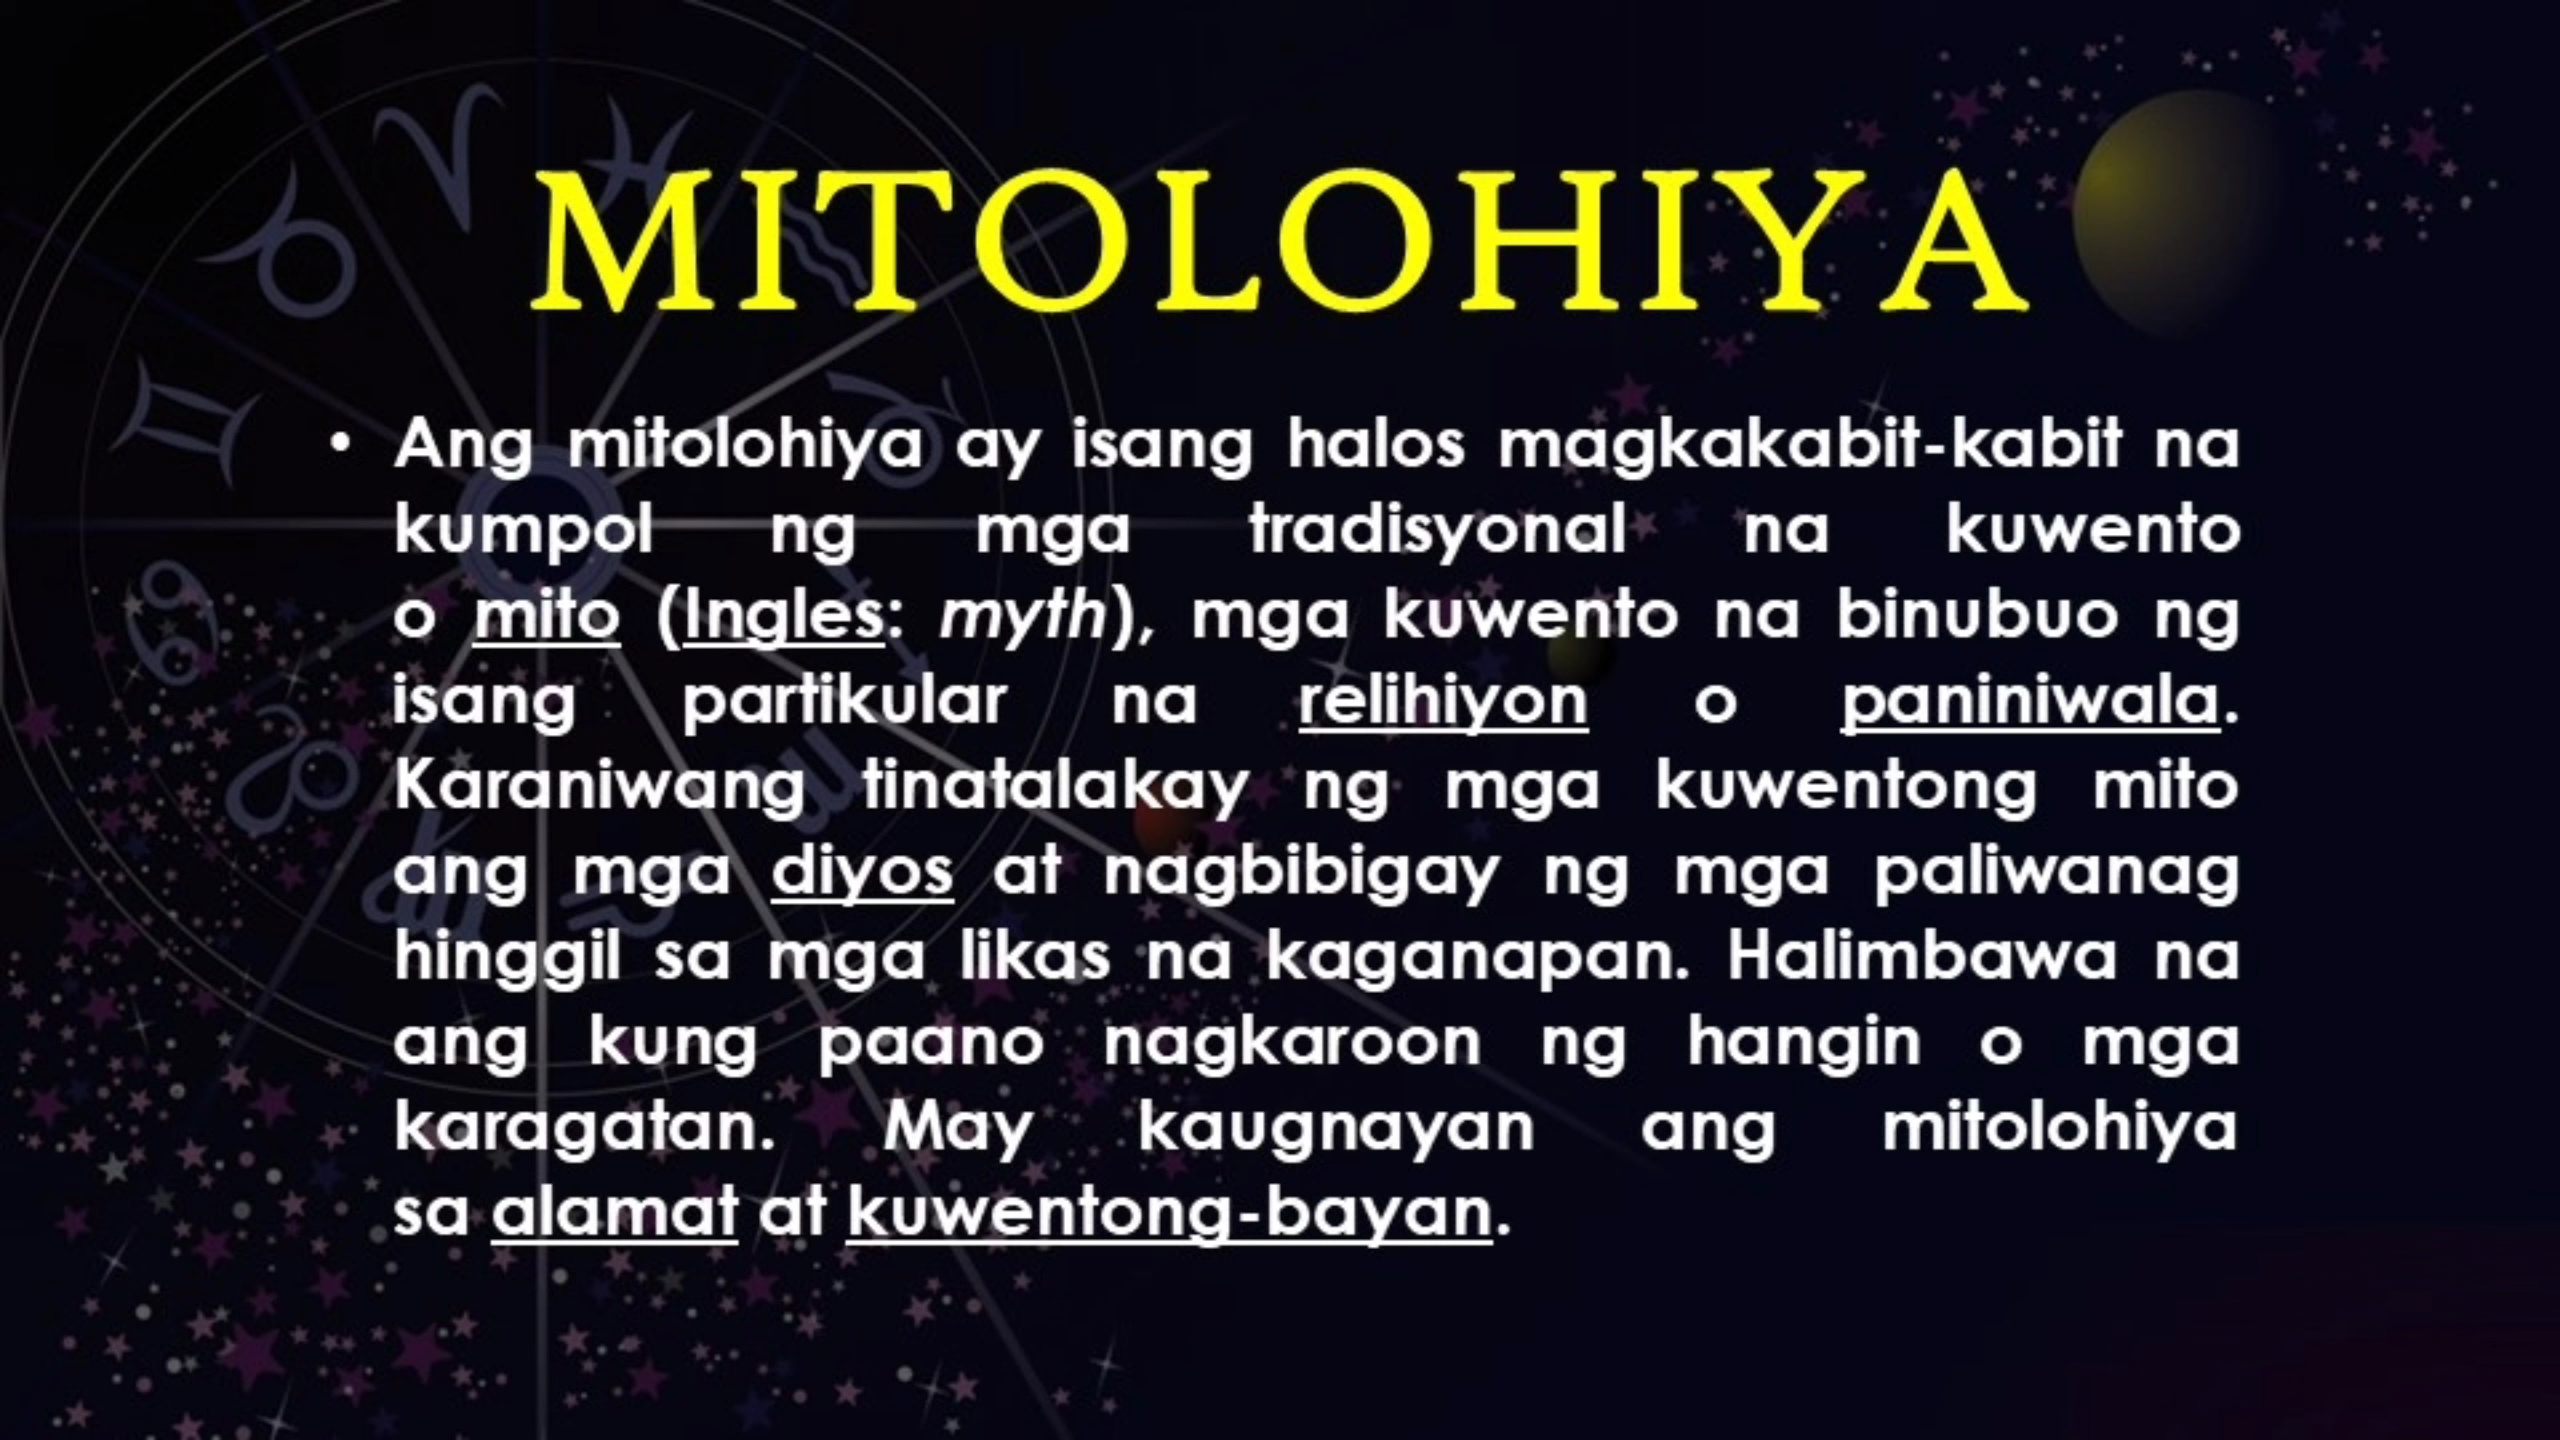 MITOLOHIYA
• Ang mitolohiya ay isang halos magkakabit-kabit na
kumpol ng mga tradisyonal na kuwento
o mito (Ingles: myth), mga kuwento na binubuo ng
isang partikular na relihiyon o paniniwala.
Karaniwang tinatalakay ng mga kuwentong mito
ang mga diyos at nagbibigay ng mga paliwanag
hinggil sa mga likas na kaganapan. Halimbawa na
ang kung paano nagkaroon ng hangin o mga
karagatan. May kaugnayan ang mitolohiya
sa alamat at kuwentong-bayan.